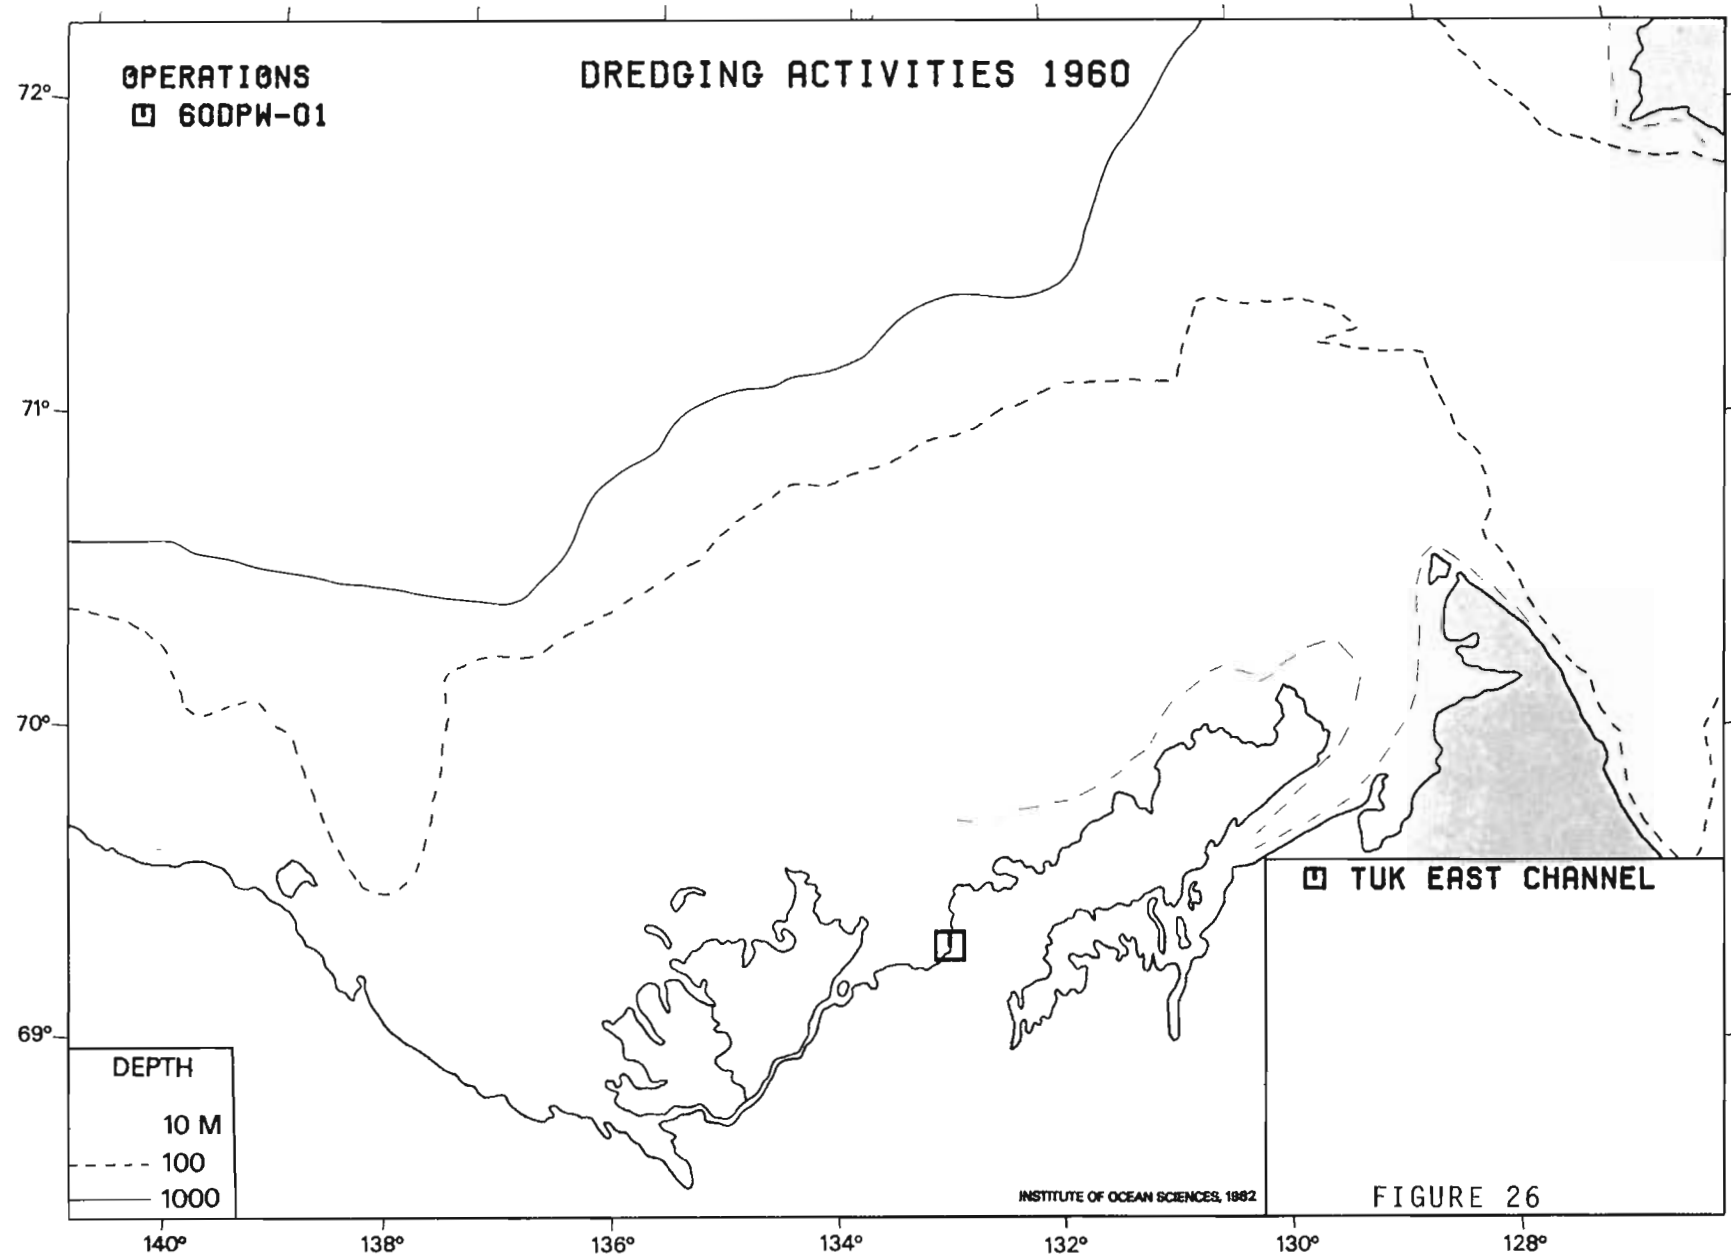 OPERATIONS
60DPW-01
DREDGING ACTIVITIES 1960
72°
71°
70°
69°
DEPTH
10 M
100
1000
TUK EAST CHANNEL
INSTITUTE OF OCEAN SCIENCES, 1982
FIGURE 26
140° 138° 136° 134° 132° 130° 128°